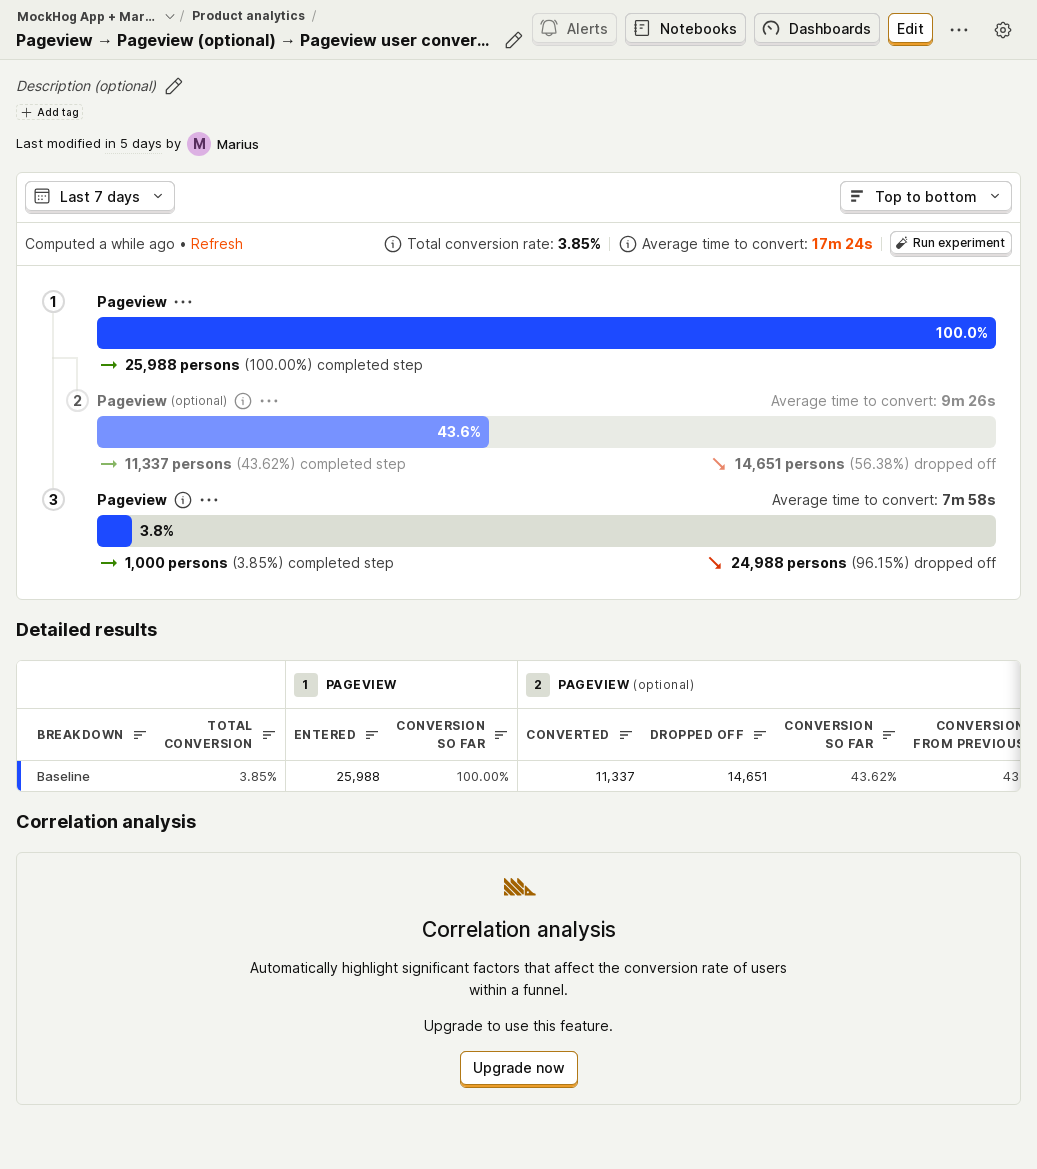 MockHog App + Mar... / Product analytics /
Pageview → Pageview (optional) → Pageview user conver...
Alerts Notebooks Dashboards Edit
Description (optional)
Add tag
Last modified in 5 days by M Marius
Last 7 days Top to bottom
Computed a while ago • Refresh Total conversion rate: 3.85% Average time to convert: 17m 24s Run experiment
1 Pageview
100.0%
25,988 persons (100.00%) completed step
2 Pageview (optional) Average time to convert: 9m 26s
43.6%
11,337 persons (43.62%) completed step 14,651 persons (56.38%) dropped off
3 Pageview Average time to convert: 7m 58s
3.8%
1,000 persons (3.85%) completed step 24,988 persons (96.15%) dropped off
Detailed results
1 PAGEVIEW 2 PAGEVIEW (optional)
BREAKDOWN TOTAL CONVERSION ENTERED CONVERSION SO FAR CONVERTED DROPPED OFF CONVERSION SO FAR CONVERSION FROM PREVIOUS
Baseline 3.85% 25,988 100.00% 11,337 14,651 43.62% 43
Correlation analysis
Correlation analysis
Automatically highlight significant factors that affect the conversion rate of users
within a funnel.
Upgrade to use this feature.
Upgrade now